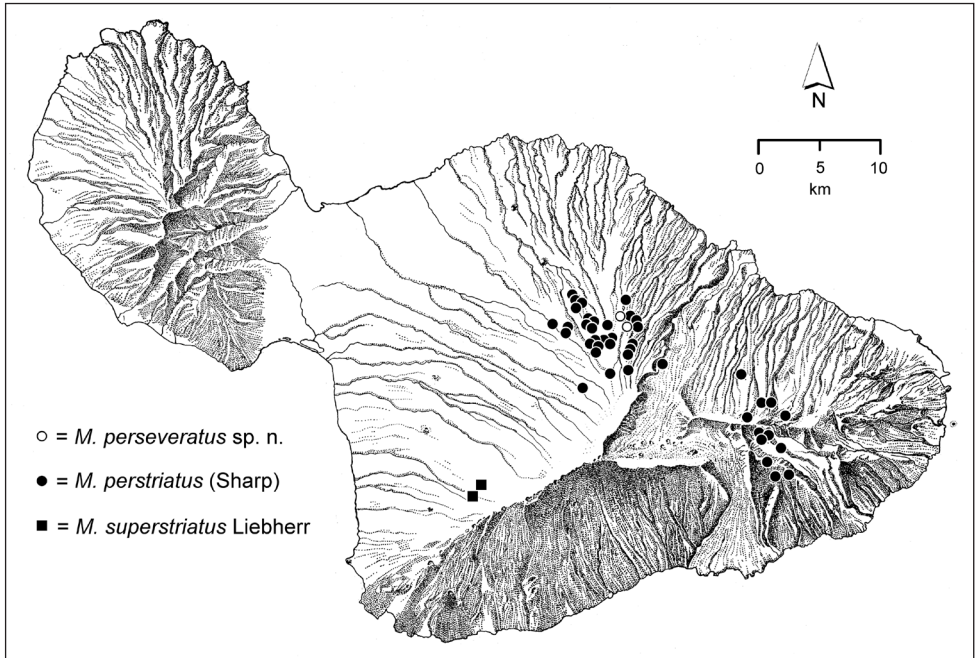 N
0 5 10
km
○ = M. perseveratus sp. n.
● = M. perstriatus (Sharp)
■ = M. superstriatus Liebherr